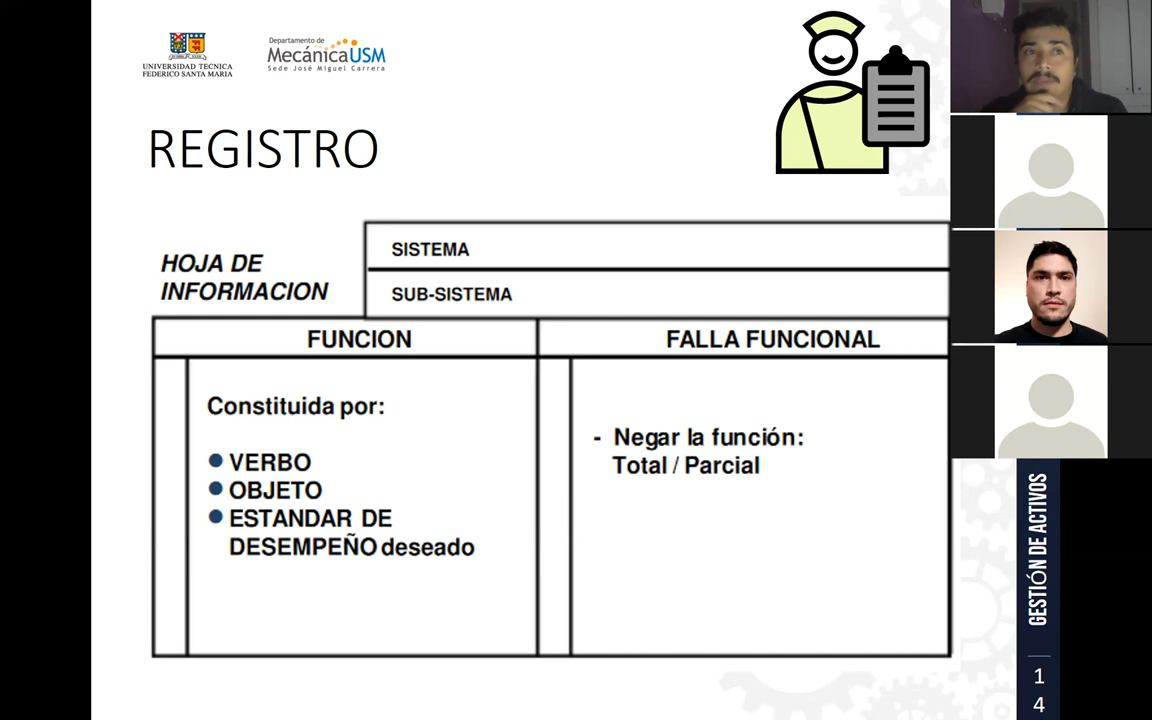 UNIVERSIDAD TECNICA
FEDERICO SANTA MARIA
Departamento de
MecánicaUSM
Sede José Miguel Carrera
REGISTRO
HOJA DE
INFORMACION
SISTEMA
SUB-SISTEMA
FUNCION
FALLA FUNCIONAL
Constituida por:
VERBO
OBJETO
ESTANDAR DE
DESEMPEÑO deseado
- Negar la función:
Total / Parcial
GESTIÓN DE ACTIVOS
1
4